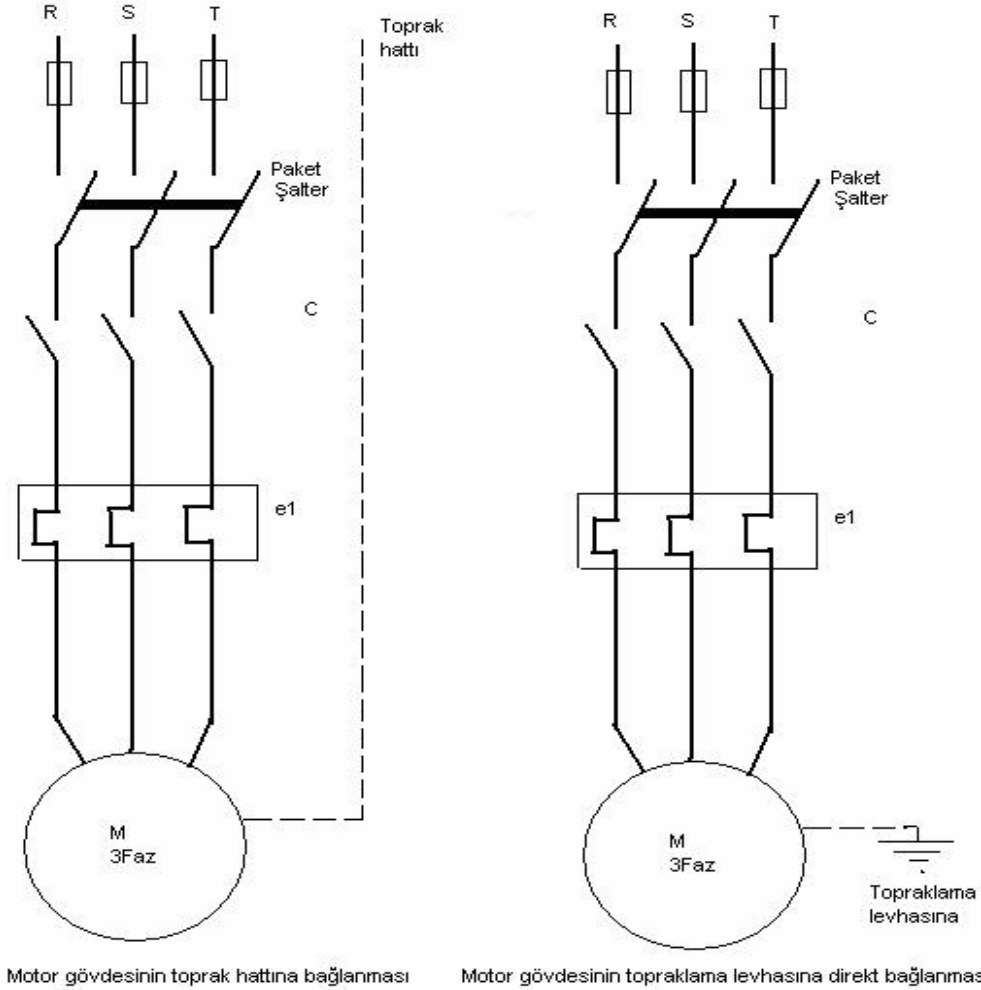 R S T
Toprak
hattı
Paket
Şalter
C
e1
M
3Faz
Motor gövdesinin toprak hattına bağlanması
R S T
Paket
Şalter
C
e1
M
3Faz
Topraklama
levhasına
Motor gövdesinin topraklama levhasına direkt bağlanmas